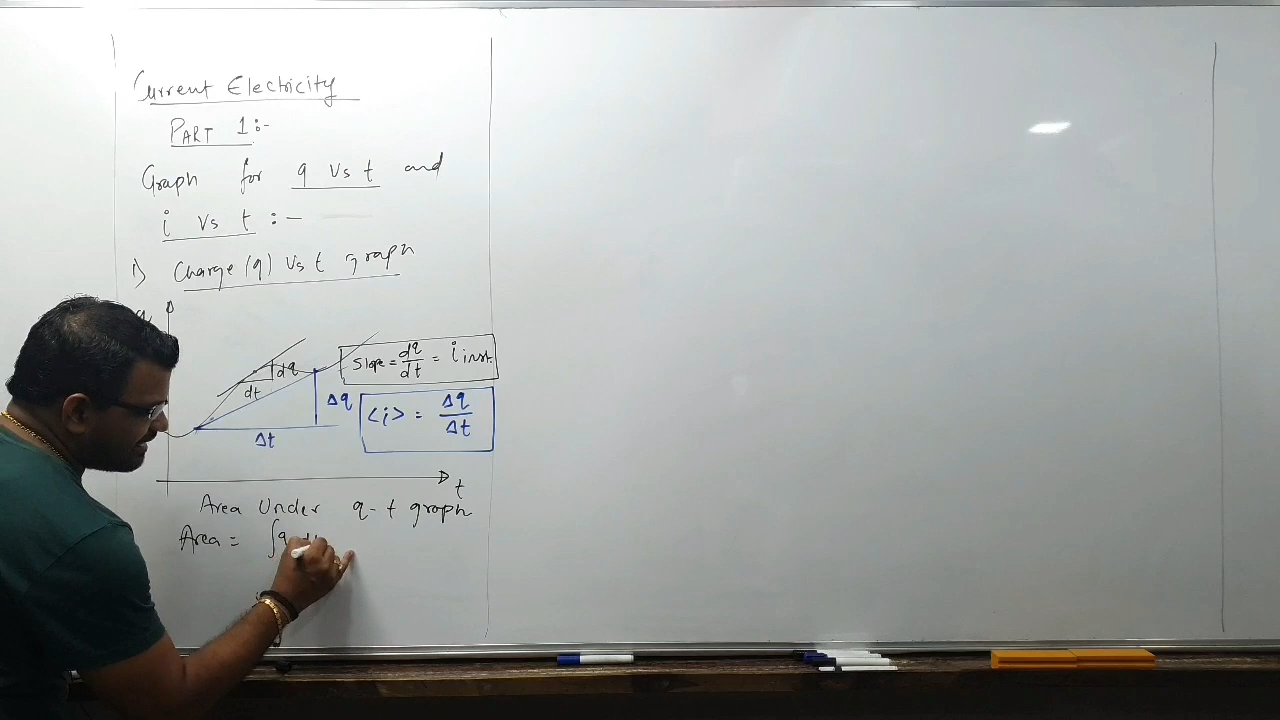 Current Electricity
PART 1:-
Graph for q Vs t and
i Vs t :-
1) Charge (q) Vs t graph
q
dq
dt
Slope = dq/dt = i inst.
Δq
<i> = Δq/Δt
Δt
t
Area Under q-t graph
Area = ∫q